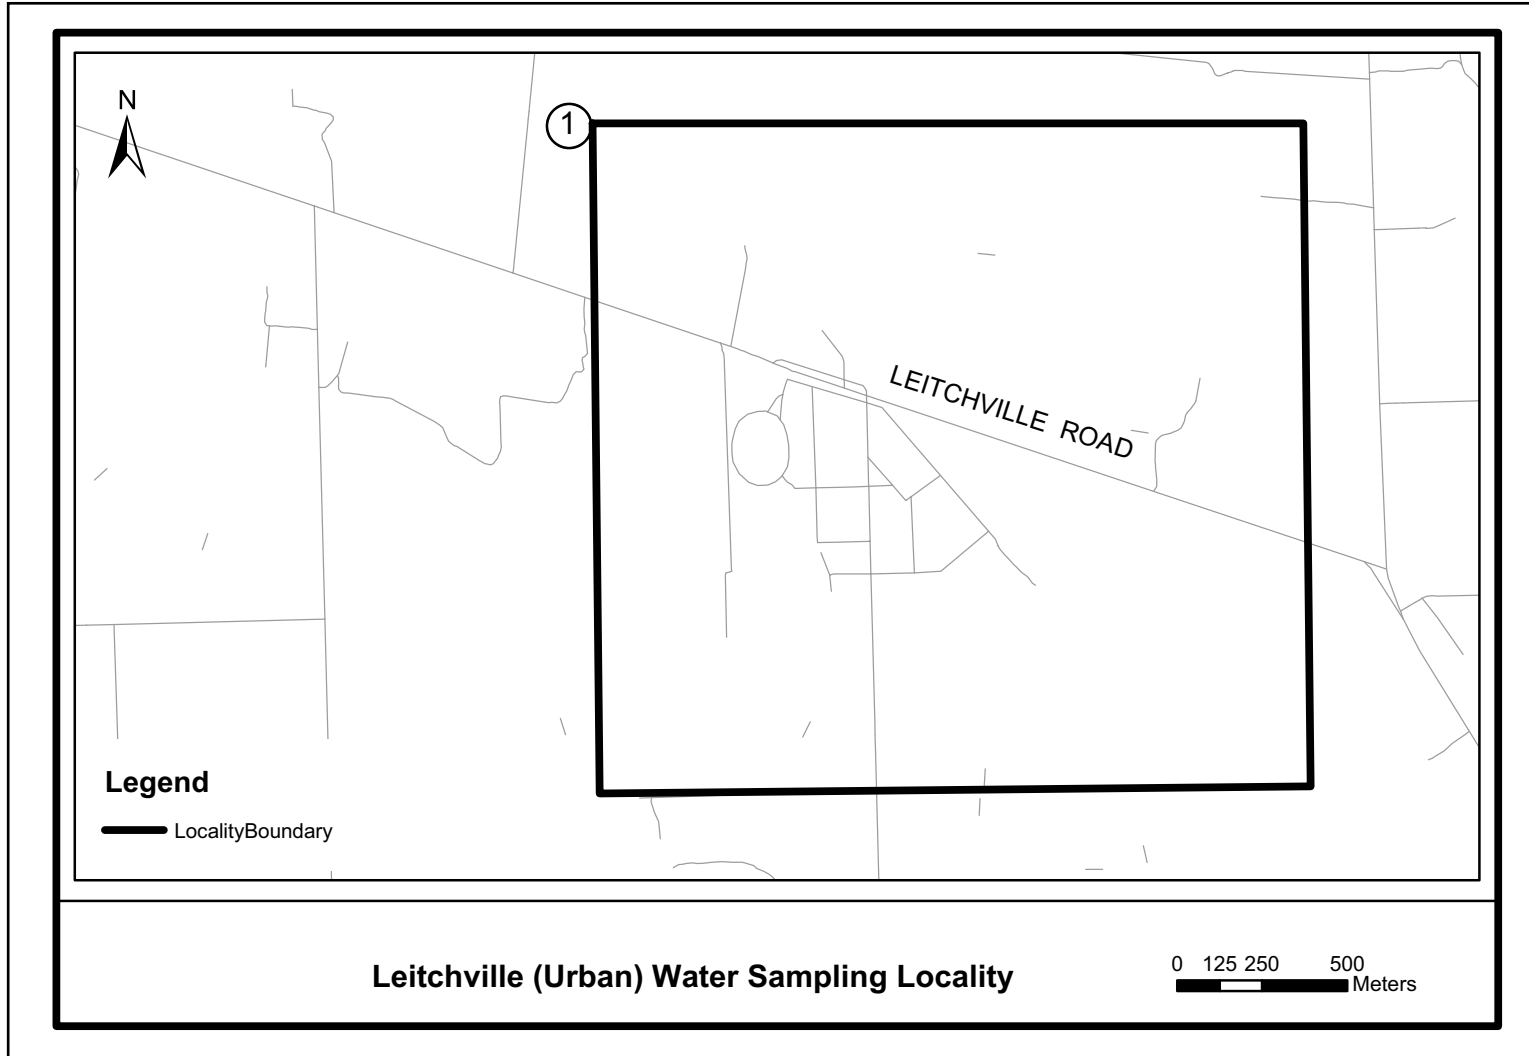 N
1
LEITCHVILLE ROAD
Legend
LocalityBoundary
Leitchville (Urban) Water Sampling Locality
0 125 250 500
Meters